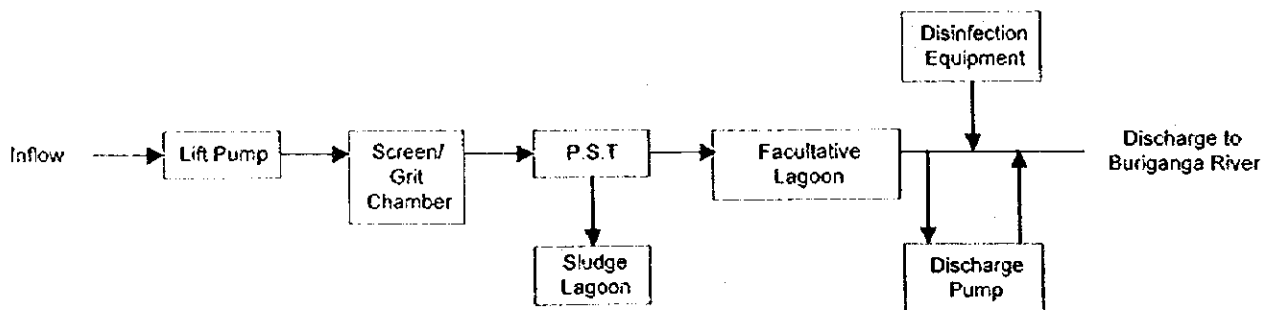 Disinfection
Equipment
Inflow
Lift Pump
Screen/
Grit
Chamber
P.S.T
Facultative
Lagoon
Discharge to
Buriganga River
Sludge
Lagoon
Discharge
Pump